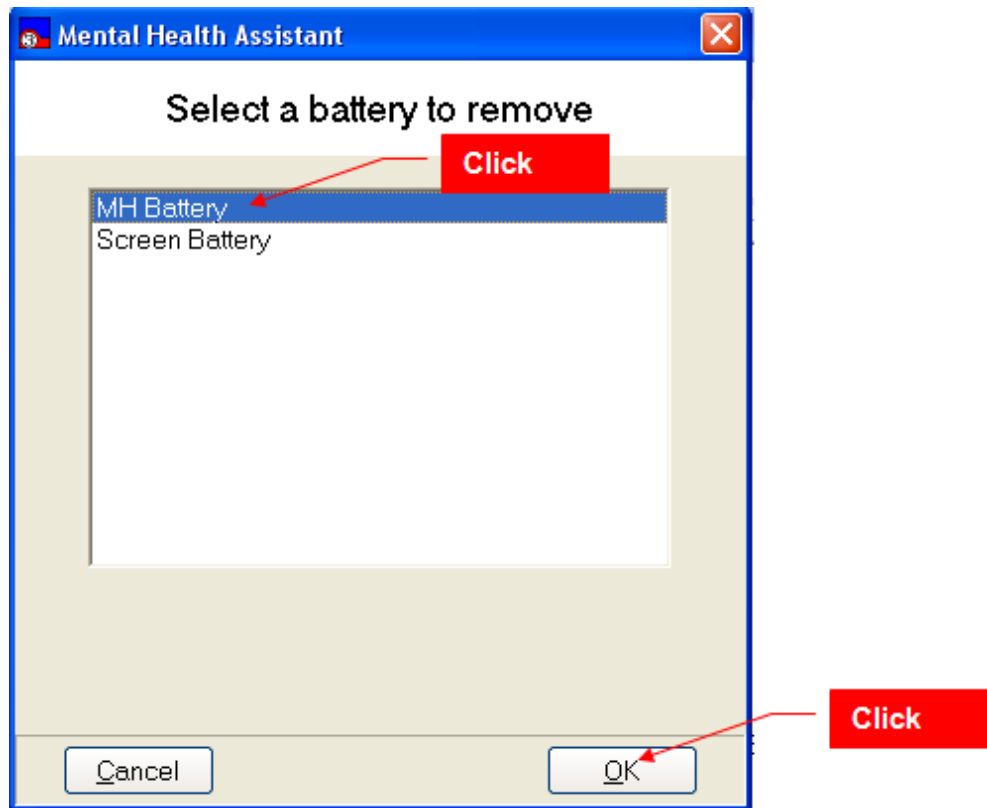 Mental Health Assistant
Select a battery to remove
Click
MH Battery
Screen Battery
Click
Cancel
OK